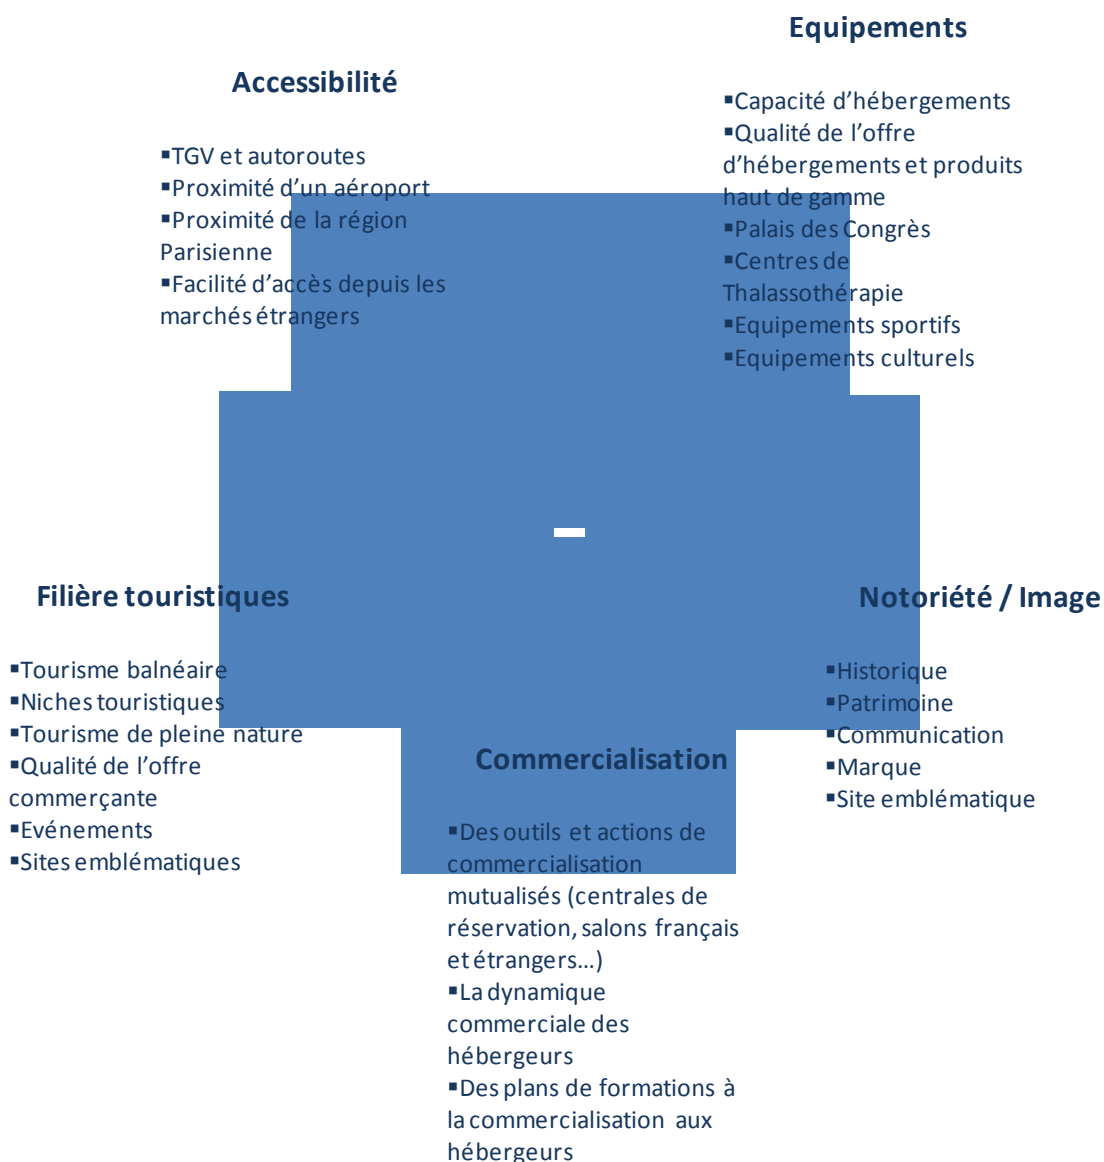 Equipements
▪Capacité d’hébergements
▪Qualité de l’offre
d’hébergements et produits
haut de gamme
▪Palais des Congrès
▪Centres de
Thalassothérapie
▪Equipements sportifs
▪Equipements culturels
Accessibilité
▪TGV et autoroutes
▪Proximité d’un aéroport
▪Proximité de la région
Parisienne
▪Facilité d’accès depuis les
marchés étrangers
Filière touristiques
▪Tourisme balnéaire
▪Niches touristiques
▪Tourisme de pleine nature
▪Qualité de l’offre
commerçante
▪Evénements
▪Sites emblématiques
Notoriété / Image
▪Historique
▪Patrimoine
▪Communication
▪Marque
▪Site emblématique
Commercialisation
▪Des outils et actions de
commercialisation
mutualisés (centrales de
réservation, salons français
et étrangers…)
▪La dynamique
commerciale des
hébergeurs
▪Des plans de formations à
la commercialisation aux
hébergeurs